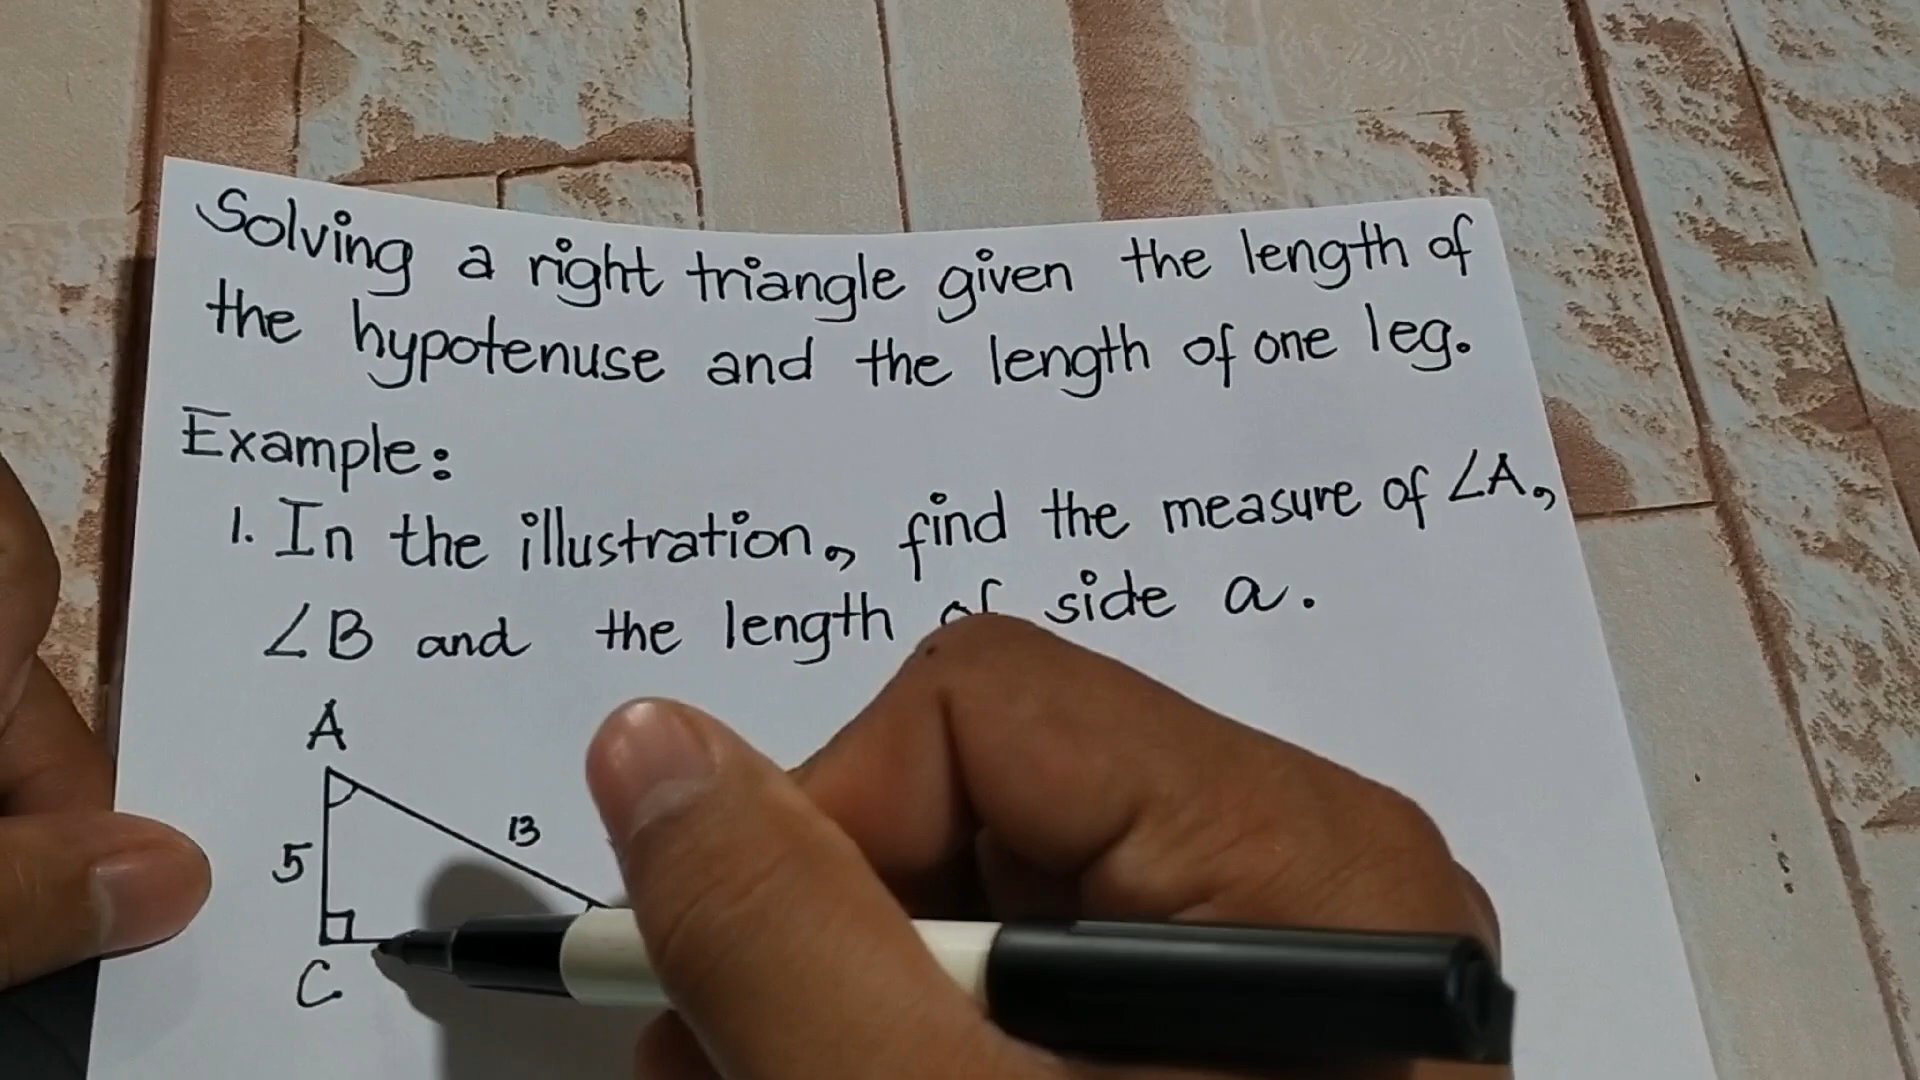 Solving a right triangle given the length of
the hypotenuse and the length of one leg.
Example:
1. In the illustration, find the measure of ∠A,
∠B and the length of side a.
A
13
5
C